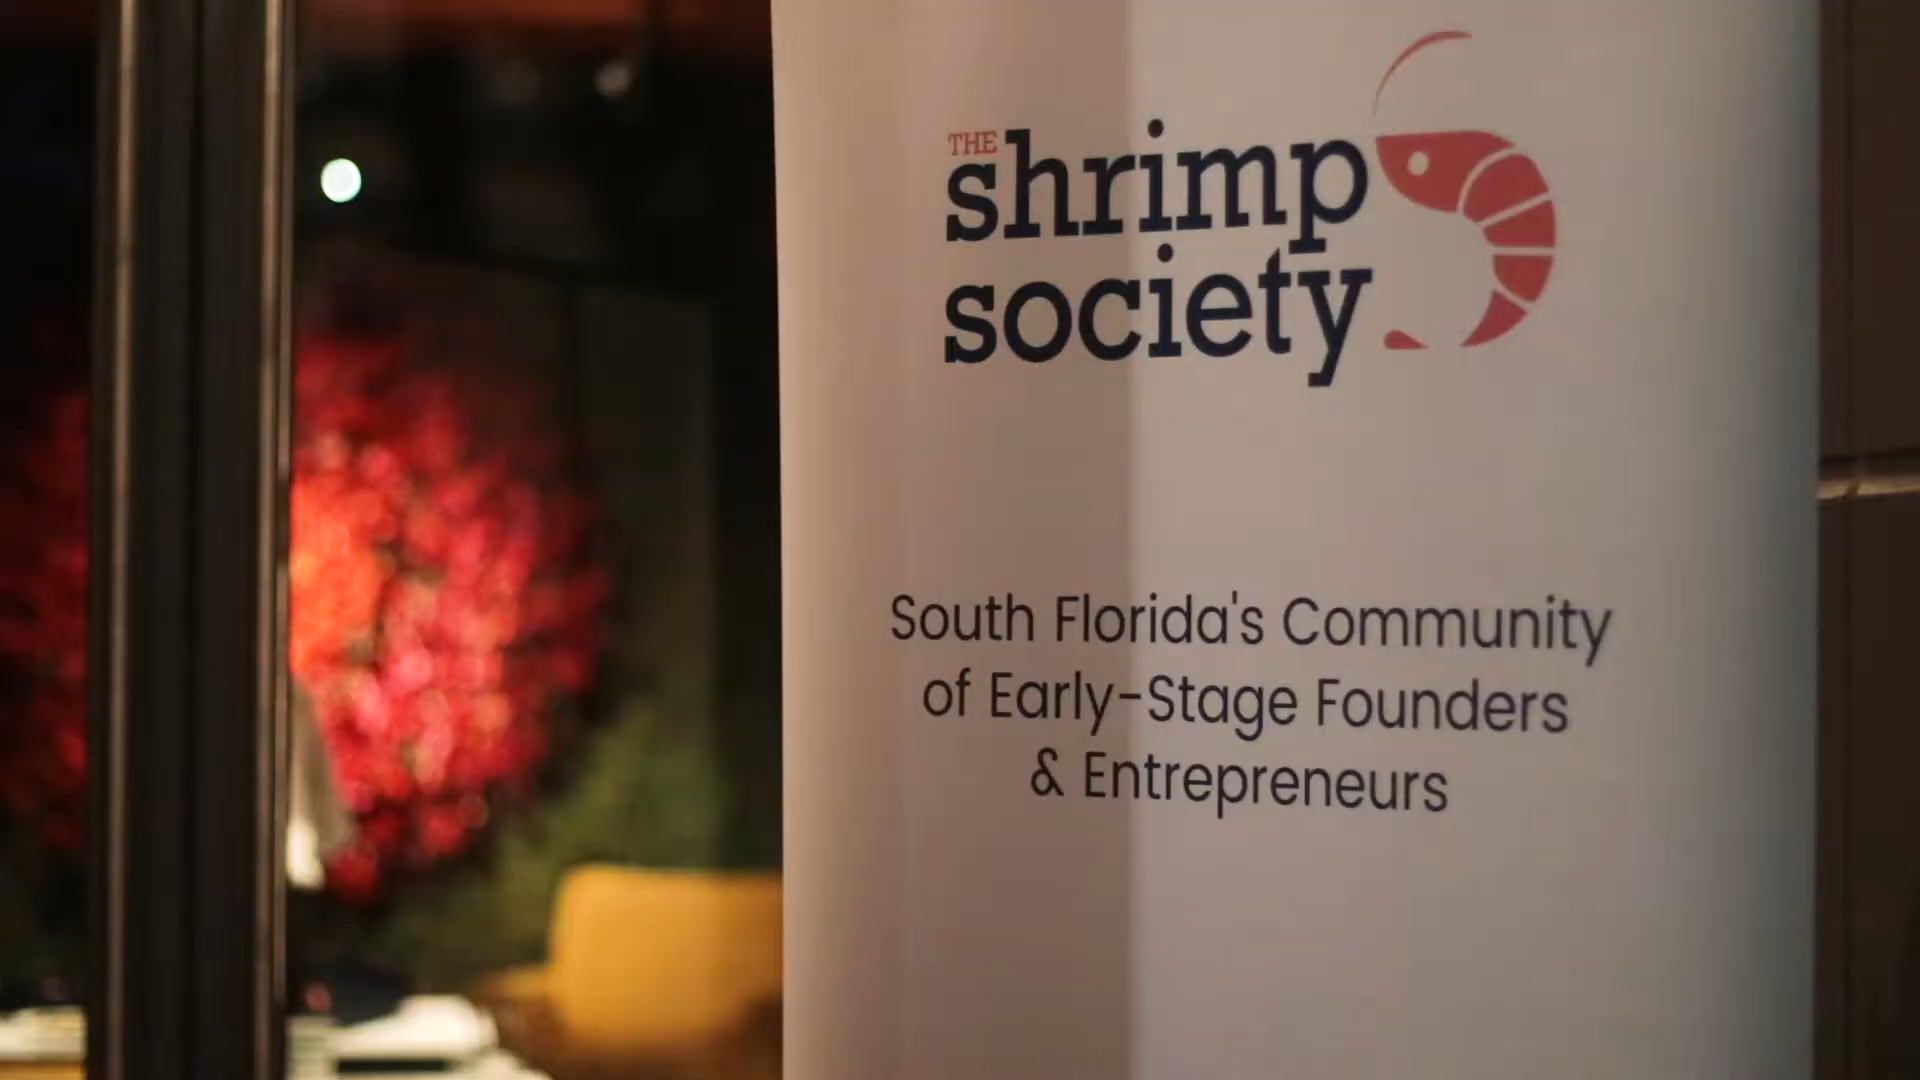 THE
shrimp
society
South Florida's Community
of Early-Stage Founders
& Entrepreneurs